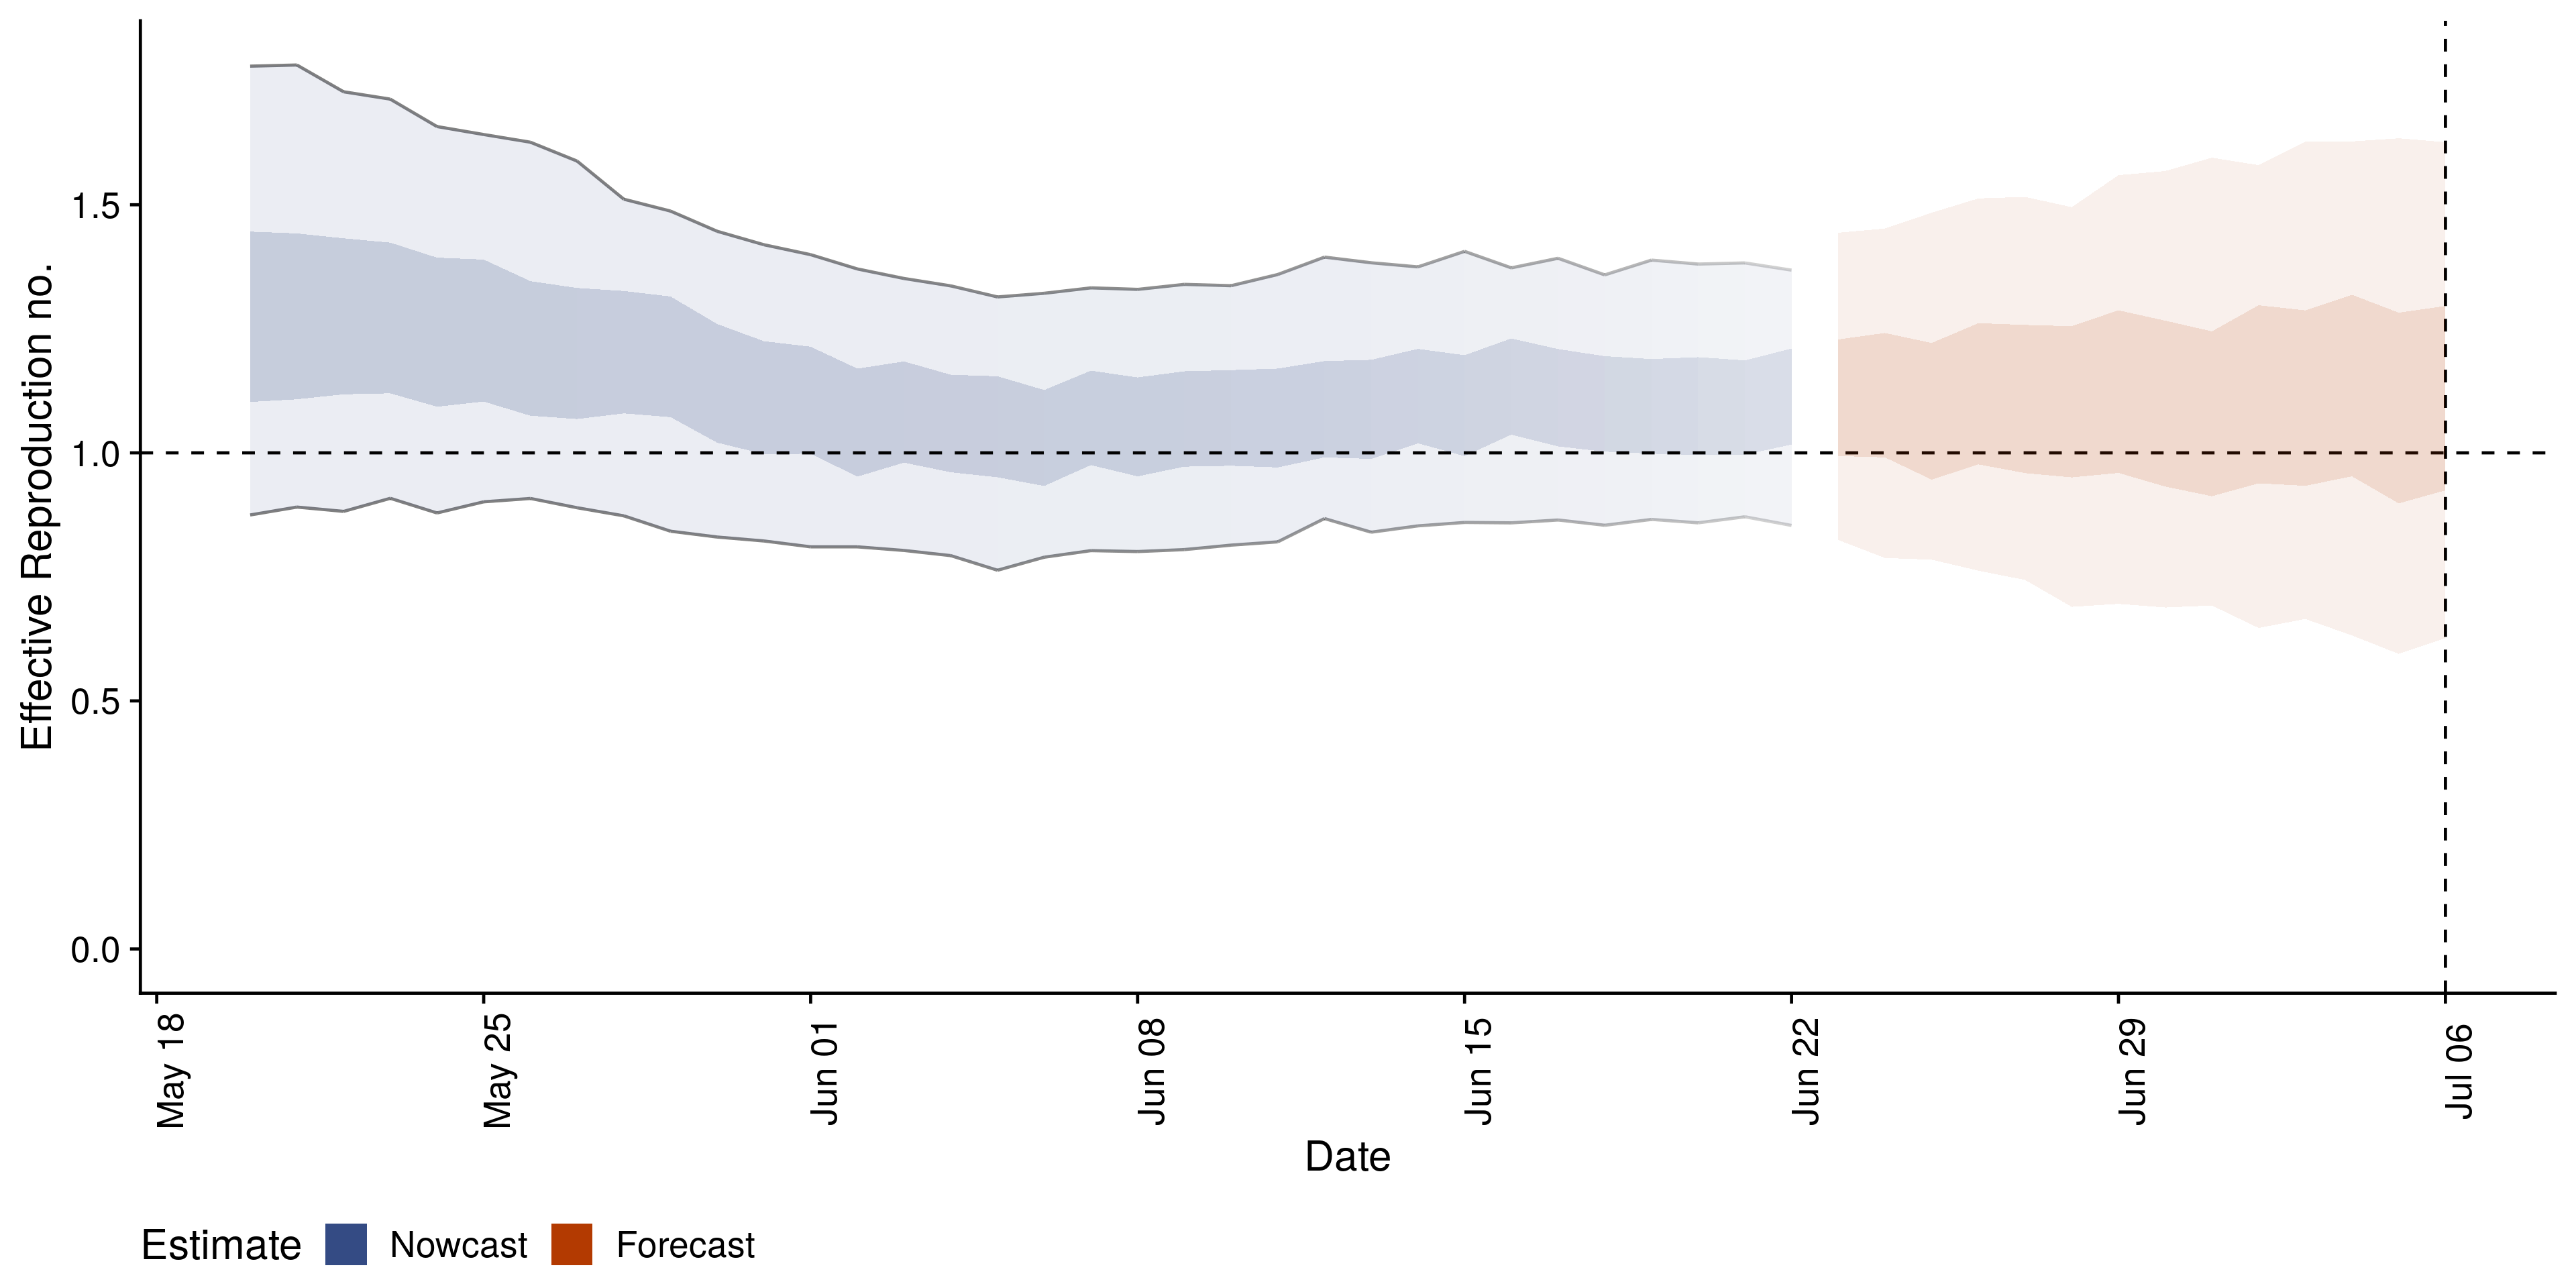 Effective Reproduction no.
1.5
1.0
0.5
0.0
May 18
May 25
Jun 01
Jun 08
Jun 15
Jun 22
Jun 29
Jul 06
Date
Estimate Nowcast Forecast